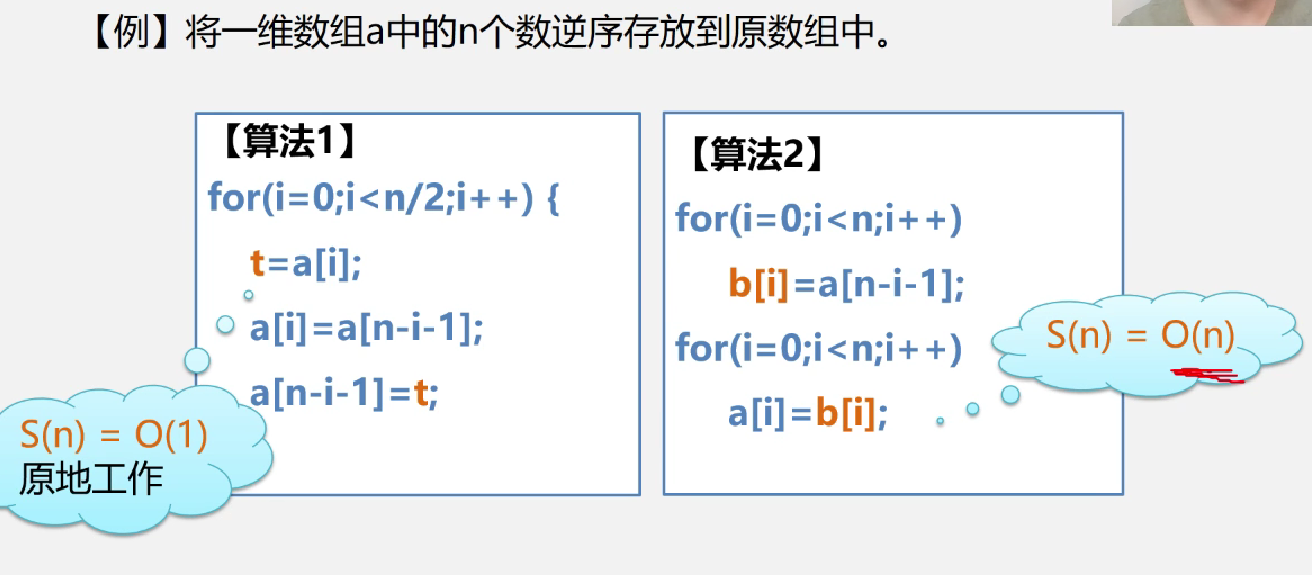 【例】将一维数组a中的n个数逆序存放到原数组中。
【算法1】
for(i=0;i<n/2;i++) {
t=a[i];
a[i]=a[n-i-1];
a[n-i-1]=t;
S(n) = O(1)
原地工作
【算法2】
for(i=0;i<n;i++)
b[i]=a[n-i-1];
for(i=0;i<n;i++)
a[i]=b[i];
S(n) = O(n)